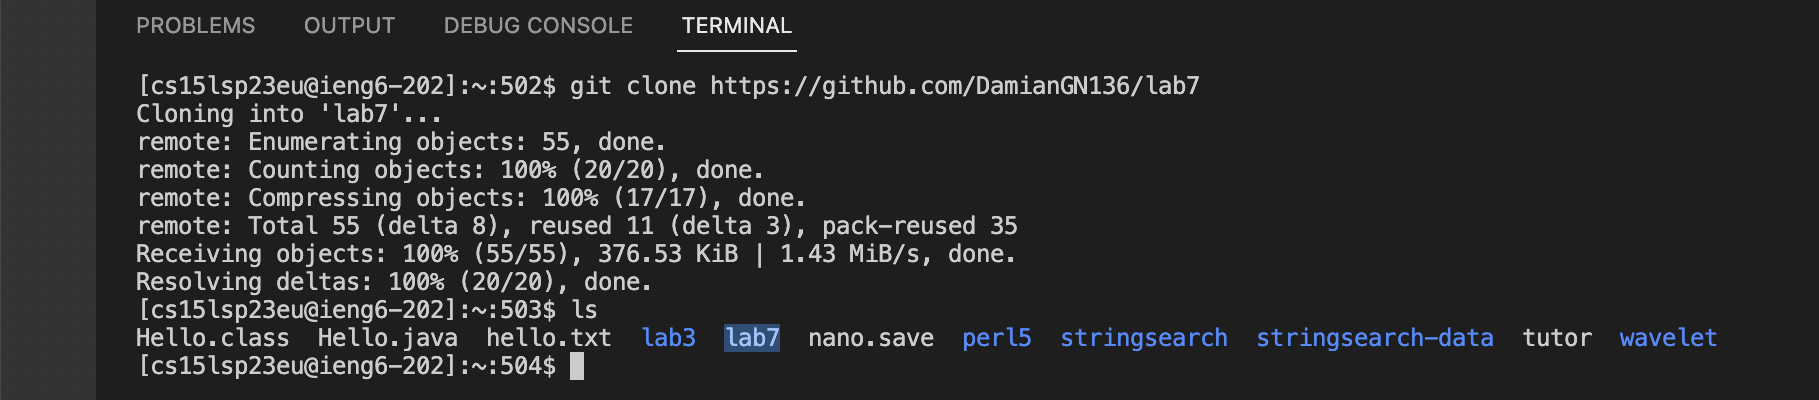 PROBLEMS OUTPUT DEBUG CONSOLE TERMINAL
[cs15lsp23eu@ieng6-202]:~:502$ git clone https://github.com/DamianGN136/lab7
Cloning into 'lab7'...
remote: Enumerating objects: 55, done.
remote: Counting objects: 100% (20/20), done.
remote: Compressing objects: 100% (17/17), done.
remote: Total 55 (delta 8), reused 11 (delta 3), pack-reused 35
Receiving objects: 100% (55/55), 376.53 KiB | 1.43 MiB/s, done.
Resolving deltas: 100% (20/20), done.
[cs15lsp23eu@ieng6-202]:~:503$ ls
Hello.class Hello.java hello.txt lab3 lab7 nano.save perl5 stringsearch stringsearch-data tutor wavelet
[cs15lsp23eu@ieng6-202]:~:504$